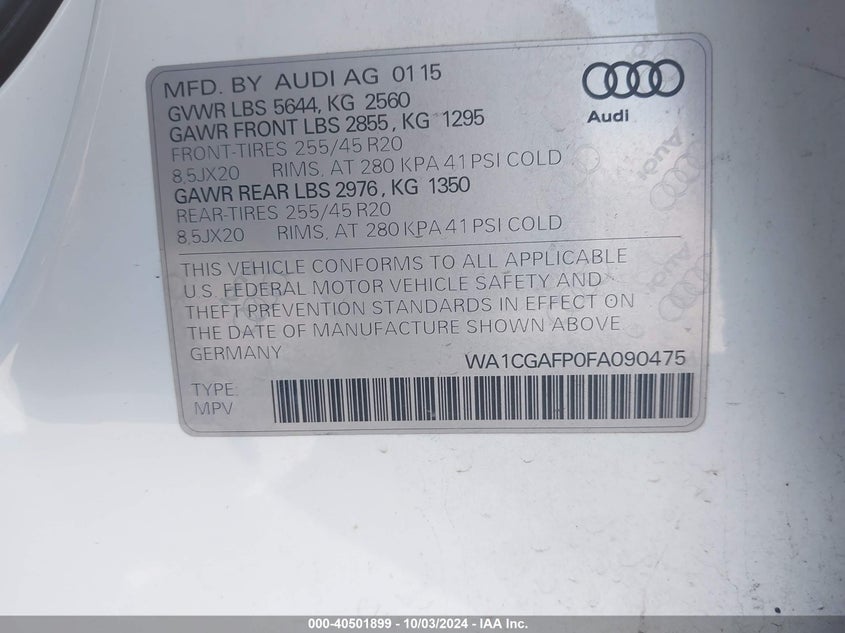 MFD. BY AUDI AG 01 15
GVWR LBS 5644, KG 2560
GAWR FRONT LBS 2855, KG 1295
FRONT-TIRES 255/45 R20
8,5JX20 RIMS, AT 280 KPA 41 PSI COLD
GAWR REAR LBS 2976, KG 1350
REAR-TIRES 255/45 R20
8,5JX20 RIMS, AT 280 KPA 41 PSI COLD
Audi
Audi
Audi
THIS VEHICLE CONFORMS TO ALL APPLICABLE
U.S. FEDERAL MOTOR VEHICLE SAFETY AND
THEFT PREVENTION STANDARDS IN EFFECT ON
THE DATE OF MANUFACTURE SHOWN ABOVE
GERMANY WA1CGAFP0FA090475
TYPE:
MPV
000-40501899 - 10/03/2024 - IAA Inc.